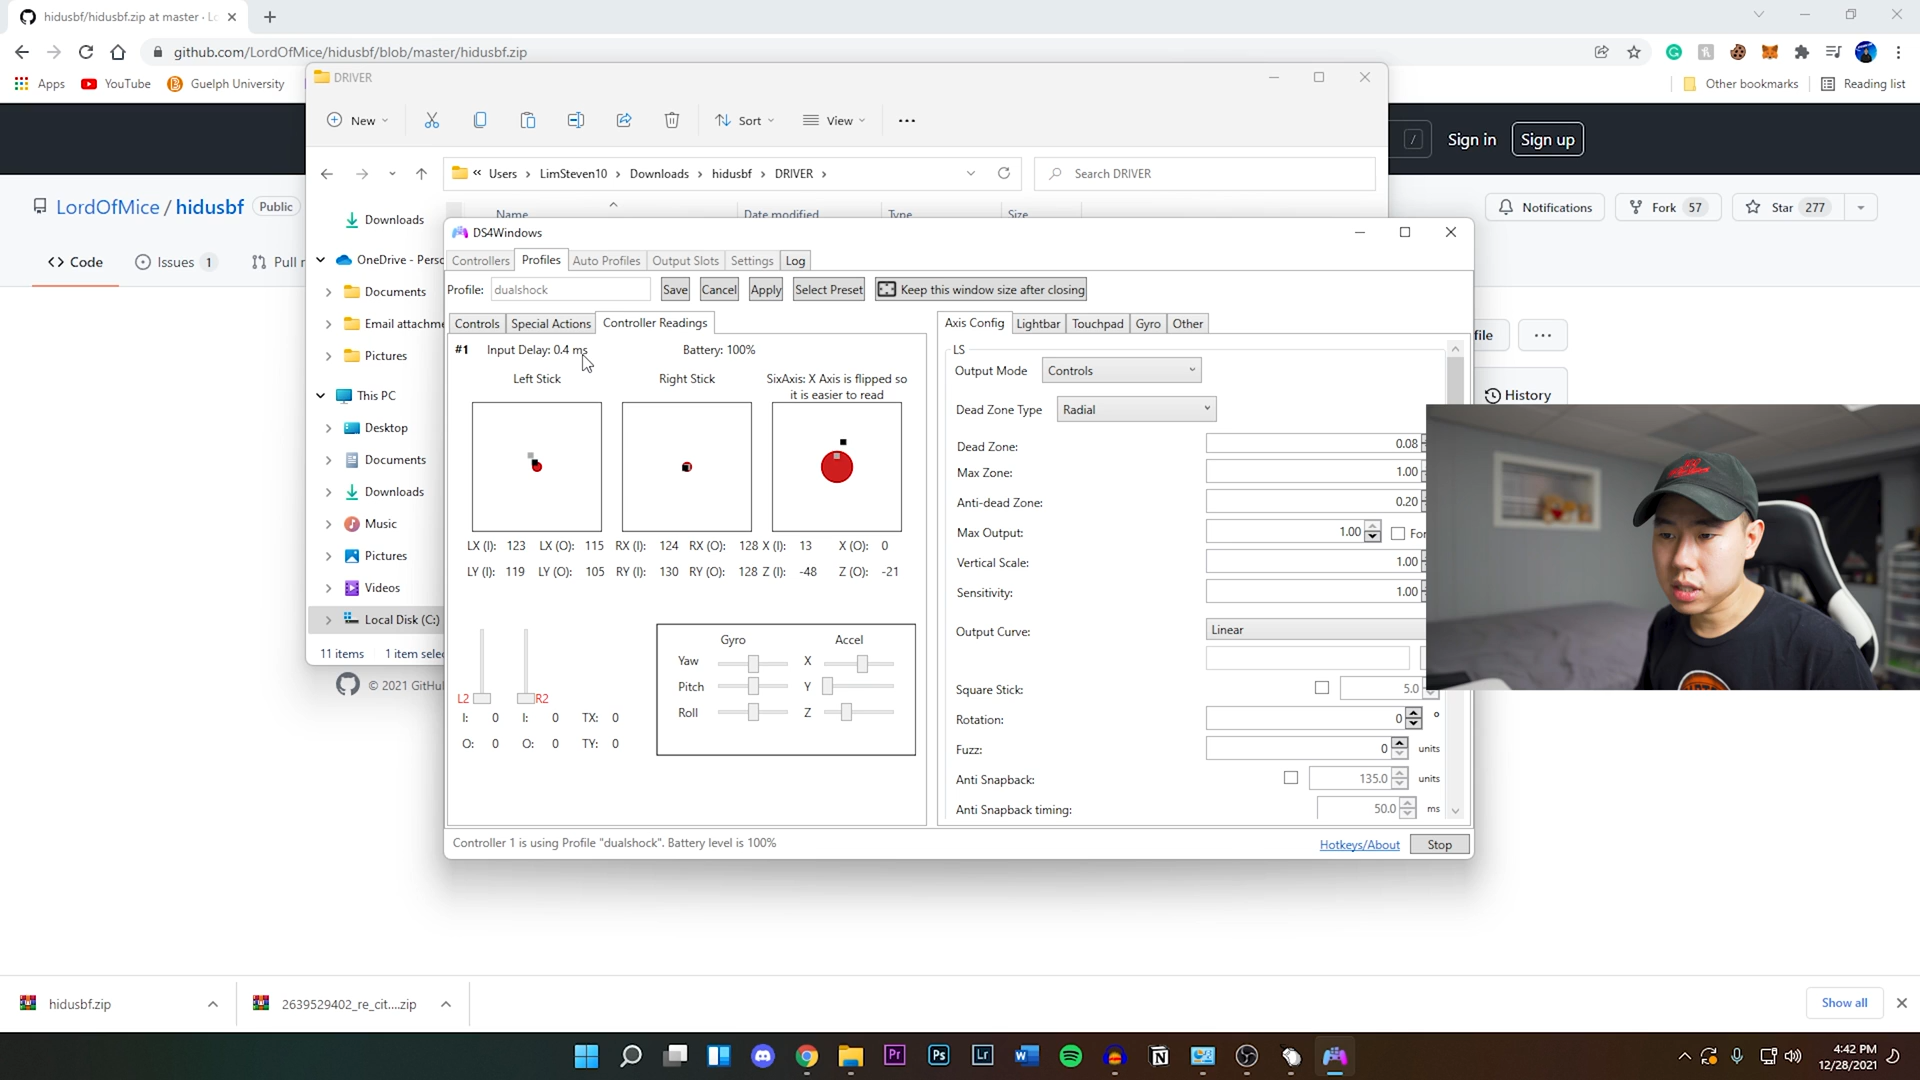 hidusbf/hidusbf.zip at master · Lo
github.com/LordOfMice/hidusbf/blob/master/hidusbf.zip
Apps
YouTube
Guelph University
Other bookmarks
Reading list
/
Sign in
Sign up
LordOfMice / hidusbf
Public
Notifications
Fork 57
Star 277
Code
Issues 1
History
© 2021 GitHu
DRIVER
New
Sort
View
« Users › LimSteven10 › Downloads › hidusbf › DRIVER ›
Search DRIVER
Name
Date modified
Type
Size
Downloads
OneDrive - Perso
Documents
Email attachme
Pictures
This PC
Desktop
Documents
Downloads
Music
Pictures
Videos
Local Disk (C:)
11 items
1 item selec
DS4Windows
Controllers
Profiles
Auto Profiles
Output Slots
Settings
Log
Profile:
dualshock
Save
Cancel
Apply
Select Preset
Keep this window size after closing
Controls
Special Actions
Controller Readings
#1
Input Delay: 0.4 ms
Battery: 100%
Left Stick
Right Stick
SixAxis: X Axis is flipped so
it is easier to read
LX (I): 123 LX (O): 115 RX (I): 124 RX (O): 128 X (I): 13 X (O): 0
LY (I): 119 LY (O): 105 RY (I): 130 RY (O): 128 Z (I): -48 Z (O): -21
L2
R2
I: 0 I: 0 TX: 0
O: 0 O: 0 TY: 0
Gyro
Accel
Yaw
X
Pitch
Y
Roll
Z
Axis Config
Lightbar
Touchpad
Gyro
Other
LS
Output Mode
Controls
Dead Zone Type
Radial
Dead Zone:
0.08
Max Zone:
1.00
Anti-dead Zone:
0.20
Max Output:
1.00
For
Vertical Scale:
1.00
Sensitivity:
1.00
Output Curve:
Linear
Square Stick:
5.0
Rotation:
0 °
Fuzz:
0 units
Anti Snapback:
135.0 units
Anti Snapback timing:
50.0 ms
Controller 1 is using Profile "dualshock". Battery level is 100%
Hotkeys/About
Stop
hidusbf.zip
2639529402_re_cit....zip
Show all
4:42 PM
12/28/2021